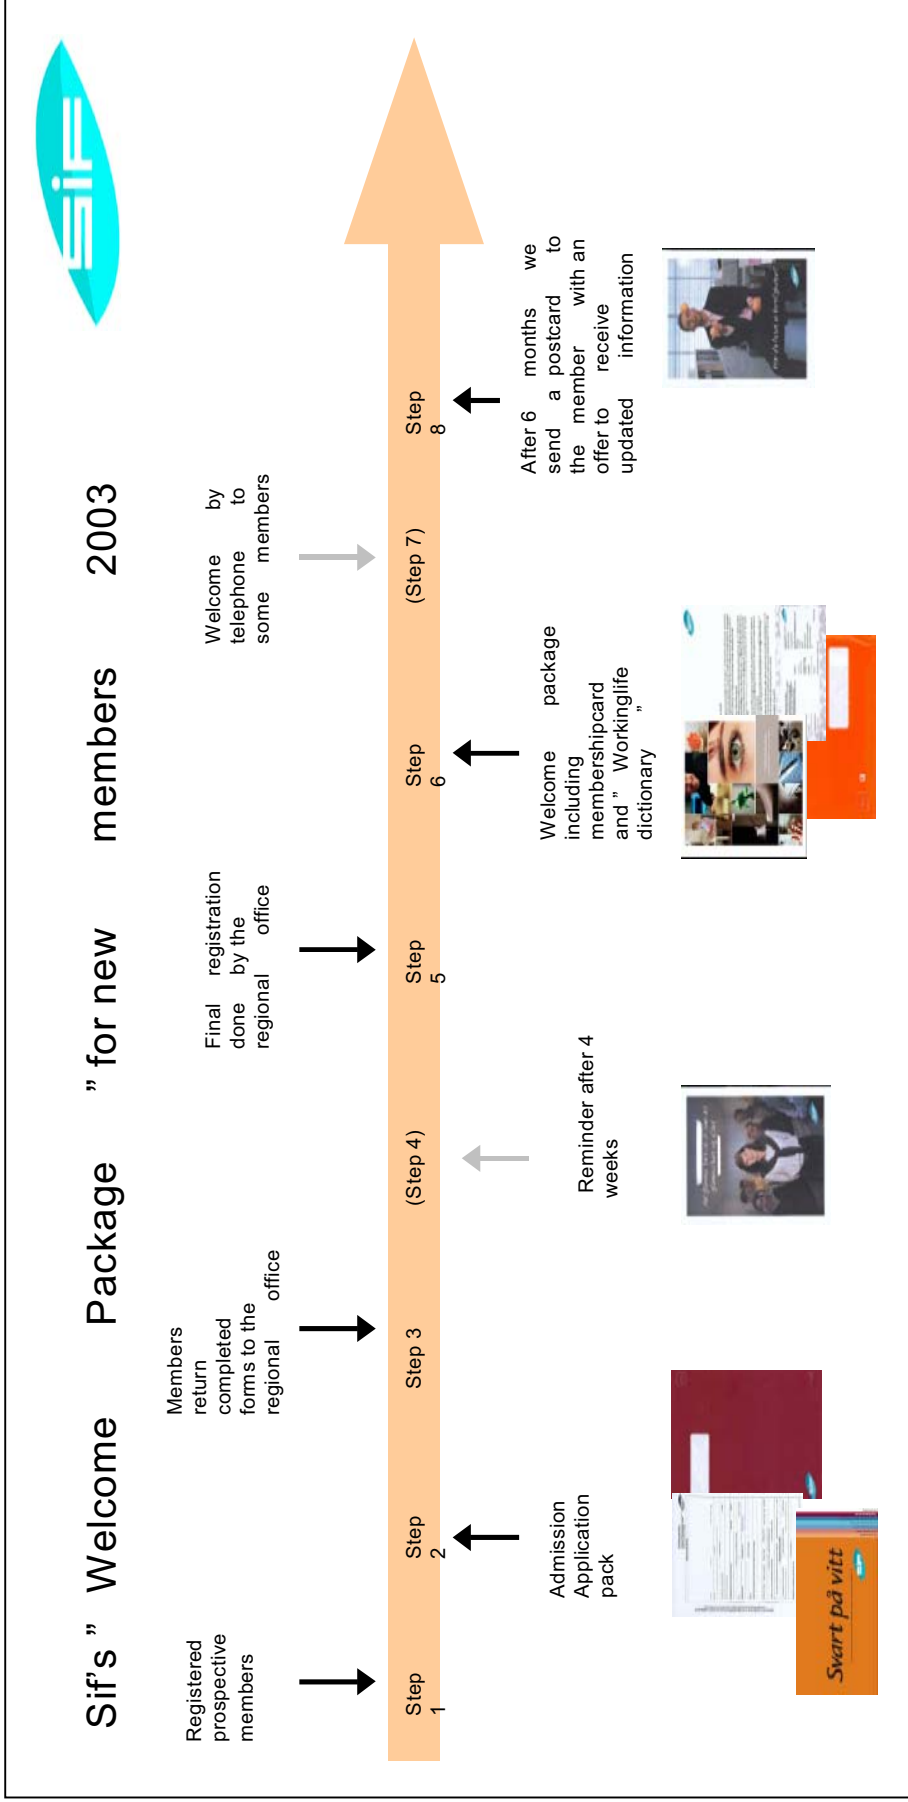 Sif's ” Welcome Package ” for new members 2003
sif
Registered
prospective
members
Members
return
completed
forms to the
regional office
Final registration
done by the
regional office
Welcome by
telephone to
some members
Step
1
Step
2
Step 3
(Step 4)
Step
5
Step
6
(Step 7)
Step
8
Admission
Application
pack
Reminder after 4
weeks
Welcome package
including
membershipcard
and ” Workinglife
dictionary ”
After 6 months we
send a postcard to
the member with an
offer to receive
updated information
Svart på vitt